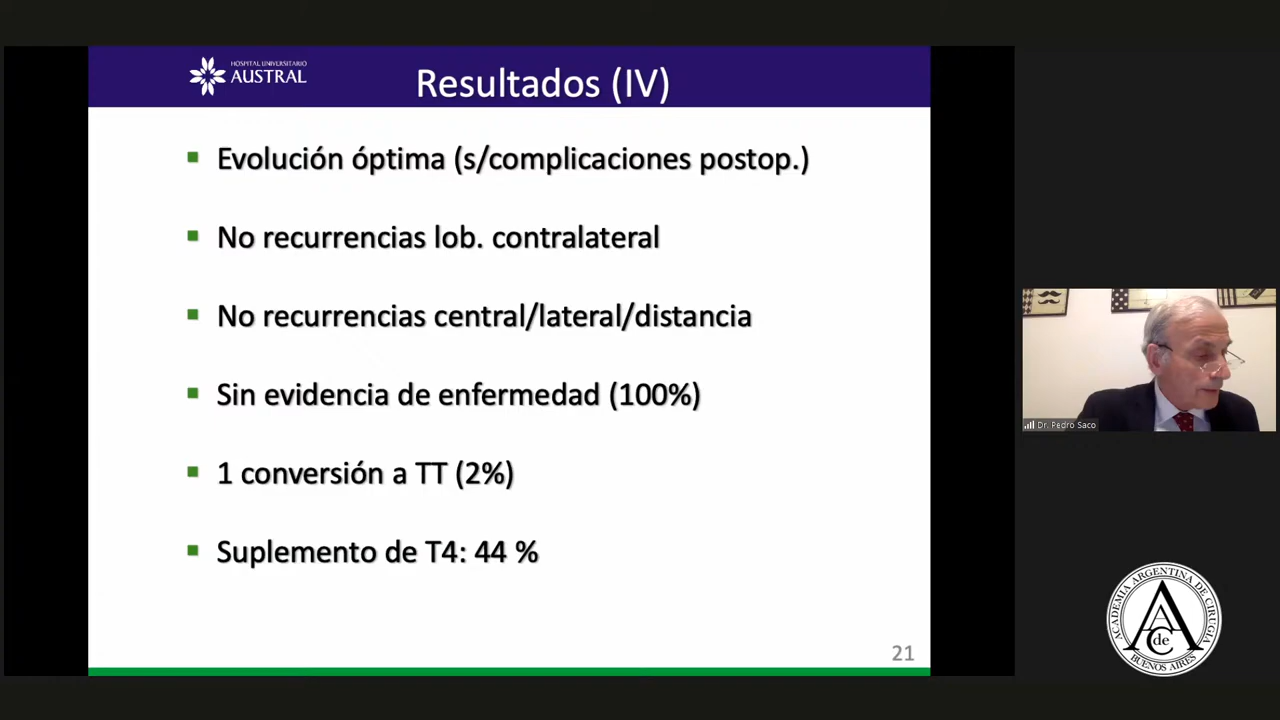 HOSPITAL UNIVERSITARIO
AUSTRAL
Resultados (IV)
Evolución óptima (s/complicaciones postop.)
No recurrencias lob. contralateral
No recurrencias central/lateral/distancia
Sin evidencia de enfermedad (100%)
1 conversión a TT (2%)
Suplemento de T4: 44 %
21
Dr. Pedro Saco
ACADEMIA ARGENTINA DE CIRUGÍA
A
C de
BUENOS AIRES